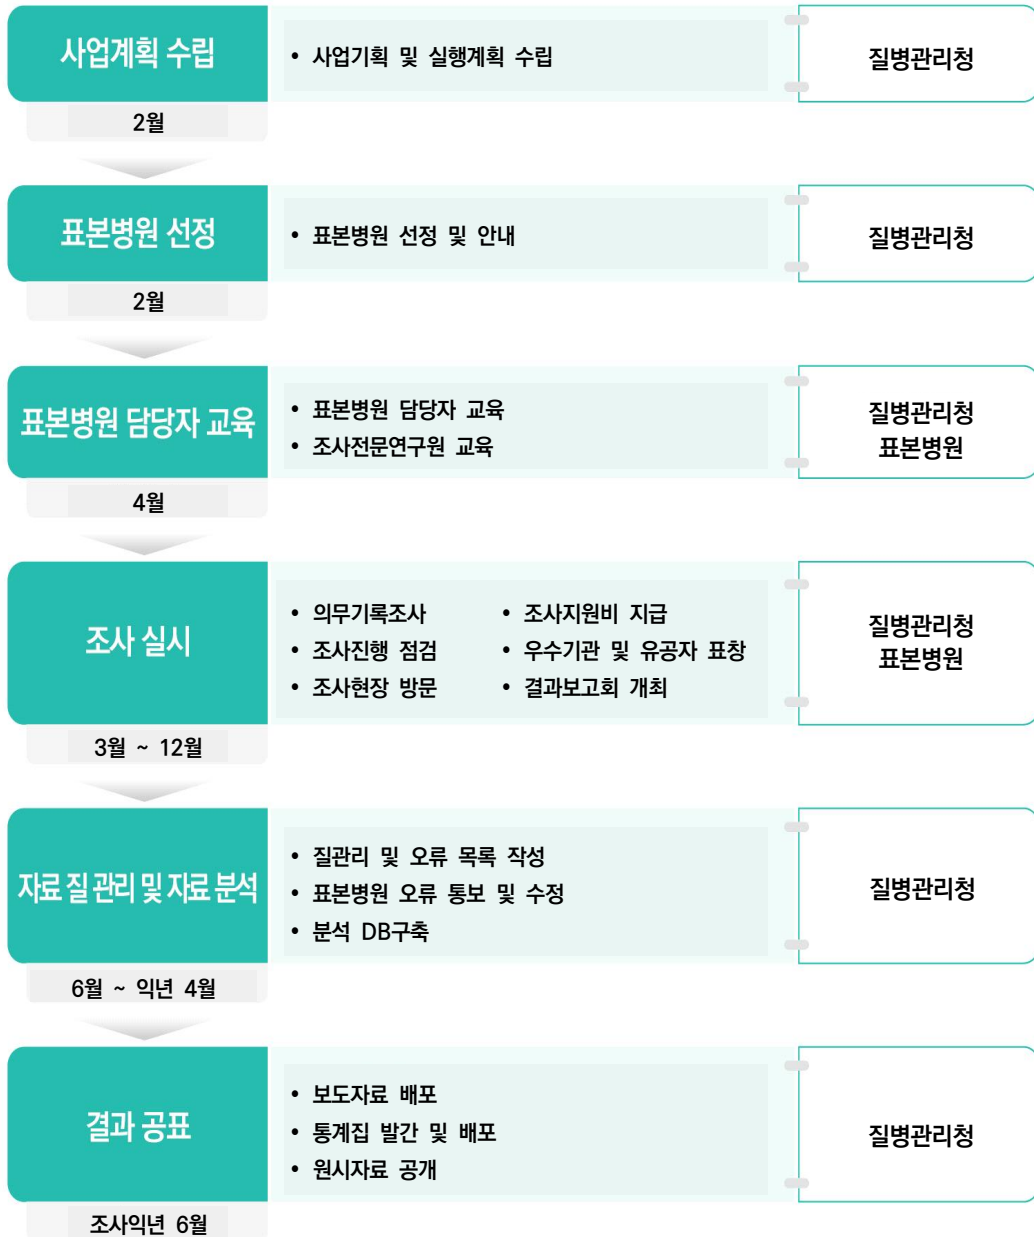 사업계획 수립
• 사업기획 및 실행계획 수립
질병관리청
2월
표본병원 선정
• 표본병원 선정 및 안내
질병관리청
2월
표본병원 담당자 교육
• 표본병원 담당자 교육
• 조사전문연구원 교육
질병관리청
표본병원
4월
조사 실시
• 의무기록조사
• 조사진행 점검
• 조사현장 방문
• 조사지원비 지급
• 우수기관 및 유공자 표창
• 결과보고회 개최
질병관리청
표본병원
3월 ~ 12월
자료 질 관리 및 자료 분석
• 질관리 및 오류 목록 작성
• 표본병원 오류 통보 및 수정
• 분석 DB구축
질병관리청
6월 ~ 익년 4월
결과 공표
• 보도자료 배포
• 통계집 발간 및 배포
• 원시자료 공개
질병관리청
조사익년 6월